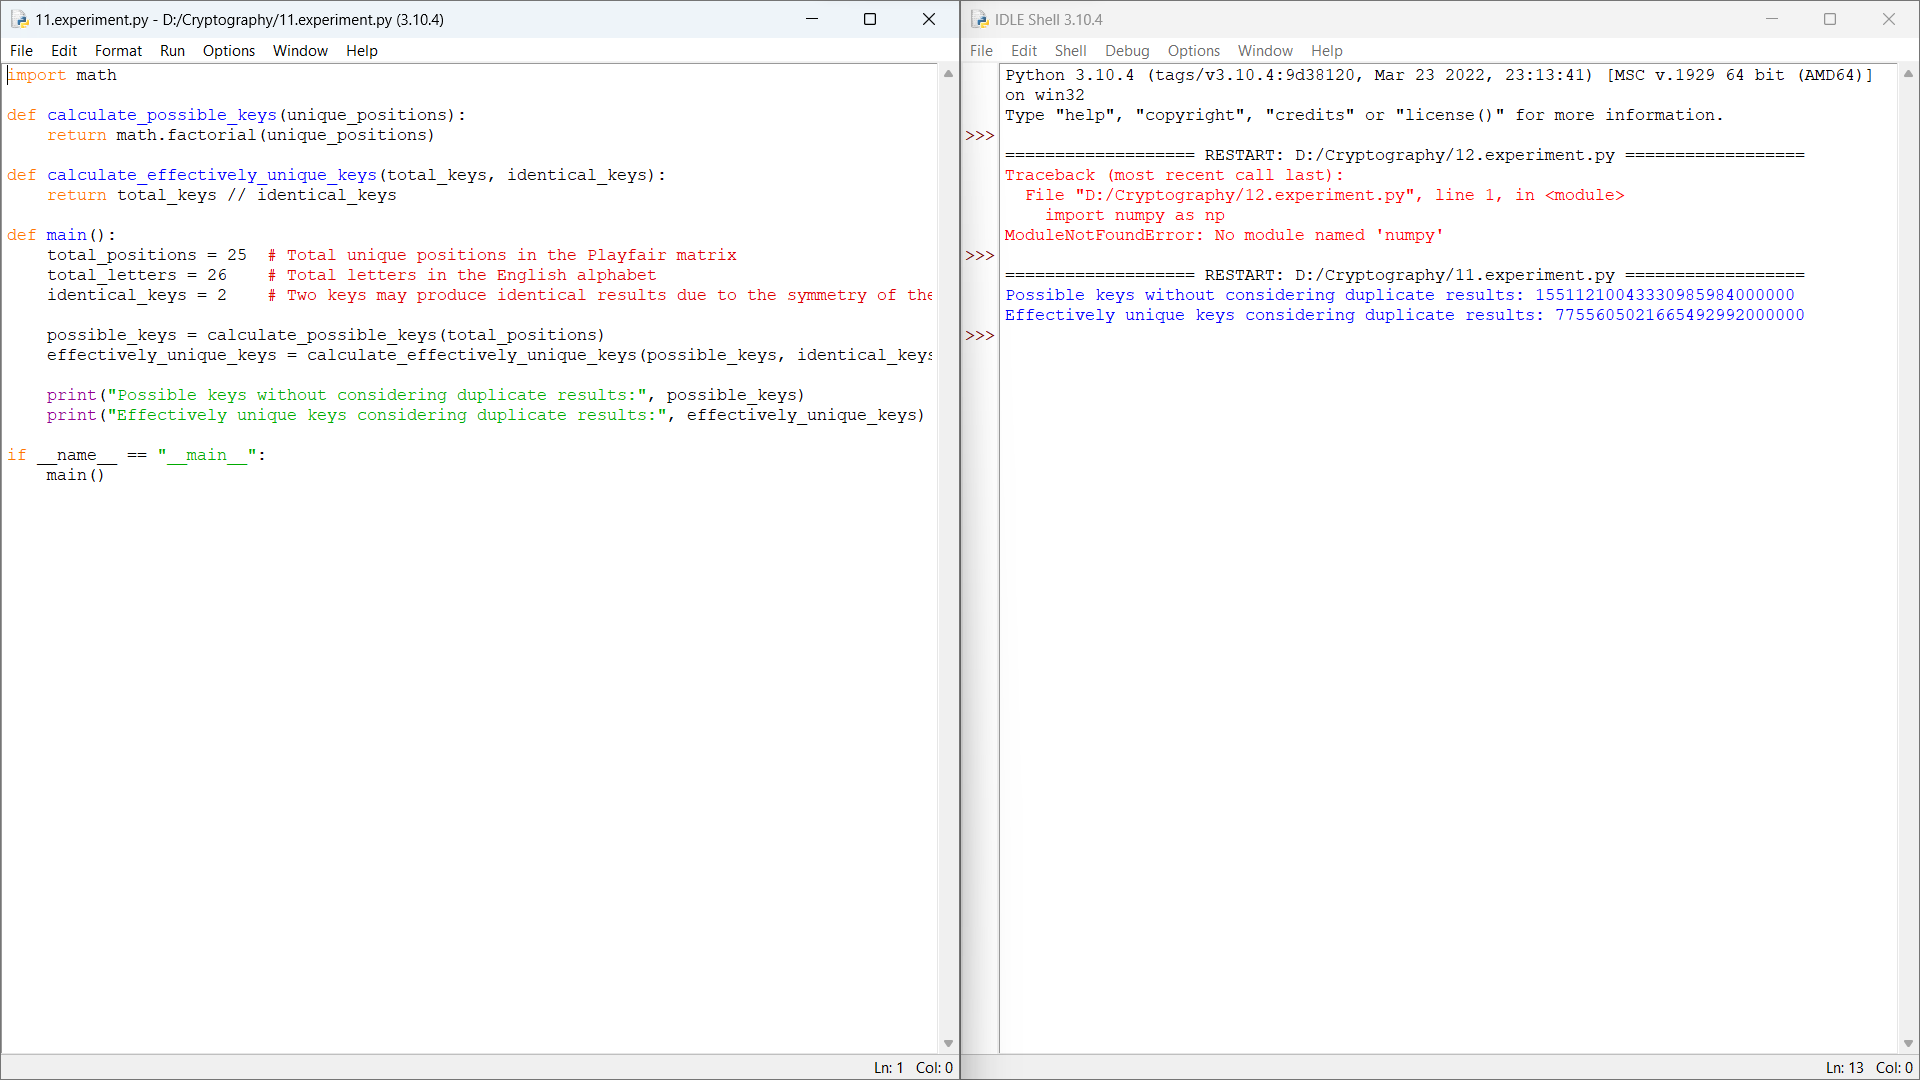 11.experiment.py - D:/Cryptography/11.experiment.py (3.10.4)
File Edit Format Run Options Window Help
import math
def calculate_possible_keys(unique_positions):
    return math.factorial(unique_positions)
def calculate_effectively_unique_keys(total_keys, identical_keys):
    return total_keys // identical_keys
def main():
    total_positions = 25  # Total unique positions in the Playfair matrix
    total_letters = 26    # Total letters in the English alphabet
    identical_keys = 2    # Two keys may produce identical results due to the symmetry of the
    possible_keys = calculate_possible_keys(total_positions)
    effectively_unique_keys = calculate_effectively_unique_keys(possible_keys, identical_keys
    print("Possible keys without considering duplicate results:", possible_keys)
    print("Effectively unique keys considering duplicate results:", effectively_unique_keys)
if __name__ == "__main__":
    main()
Ln: 1 Col: 0
IDLE Shell 3.10.4
File Edit Shell Debug Options Window Help
Python 3.10.4 (tags/v3.10.4:9d38120, Mar 23 2022, 23:13:41) [MSC v.1929 64 bit (AMD64)]
on win32
Type "help", "copyright", "credits" or "license()" for more information.
>>>
=================== RESTART: D:/Cryptography/12.experiment.py ==================
Traceback (most recent call last):
  File "D:/Cryptography/12.experiment.py", line 1, in <module>
    import numpy as np
ModuleNotFoundError: No module named 'numpy'
>>>
=================== RESTART: D:/Cryptography/11.experiment.py ==================
Possible keys without considering duplicate results: 15511210043330985984000000
Effectively unique keys considering duplicate results: 7755605021665492992000000
>>>
Ln: 13 Col: 0